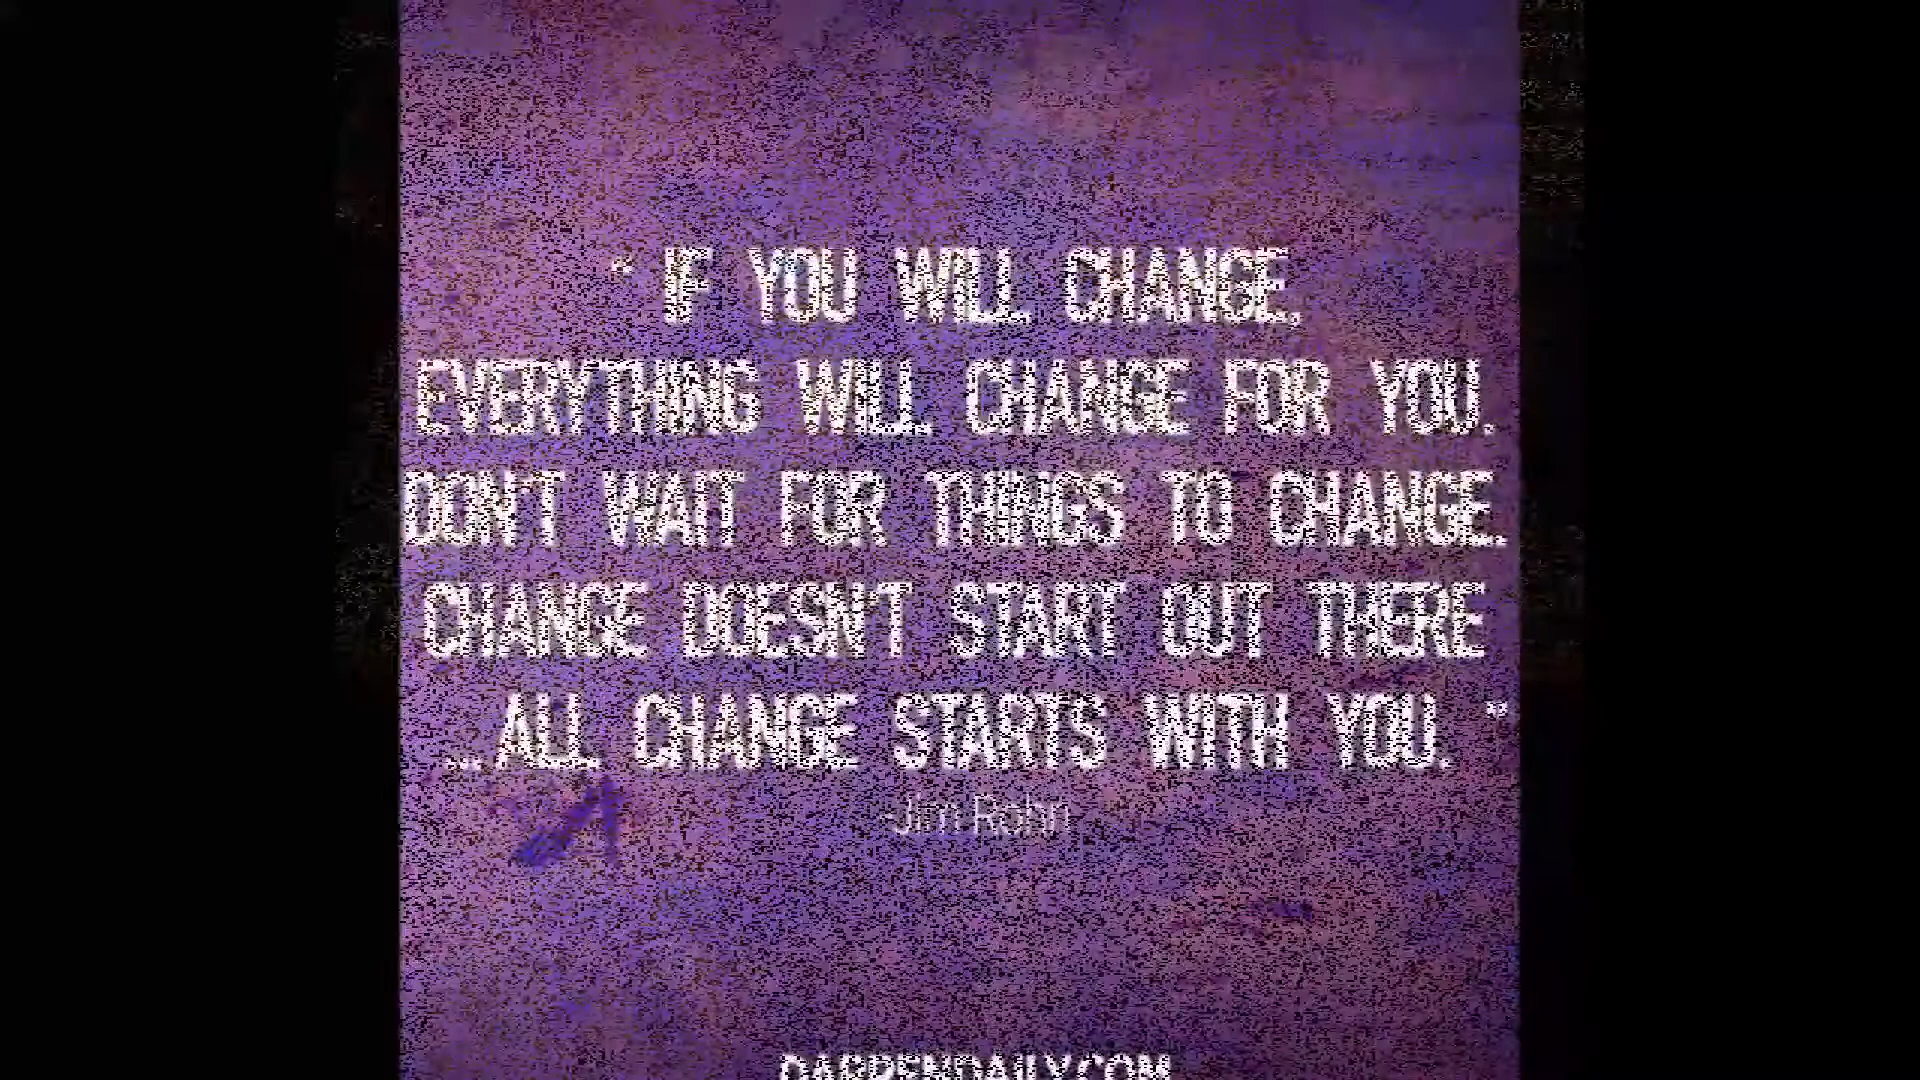 “ IF YOU WILL CHANGE,
EVERYTHING WILL CHANGE FOR YOU.
DON'T WAIT FOR THINGS TO CHANGE.
CHANGE DOESN'T START OUT THERE
... ALL CHANGE STARTS WITH YOU. ”
-Jim Rohn
DARRENDAILY.COM